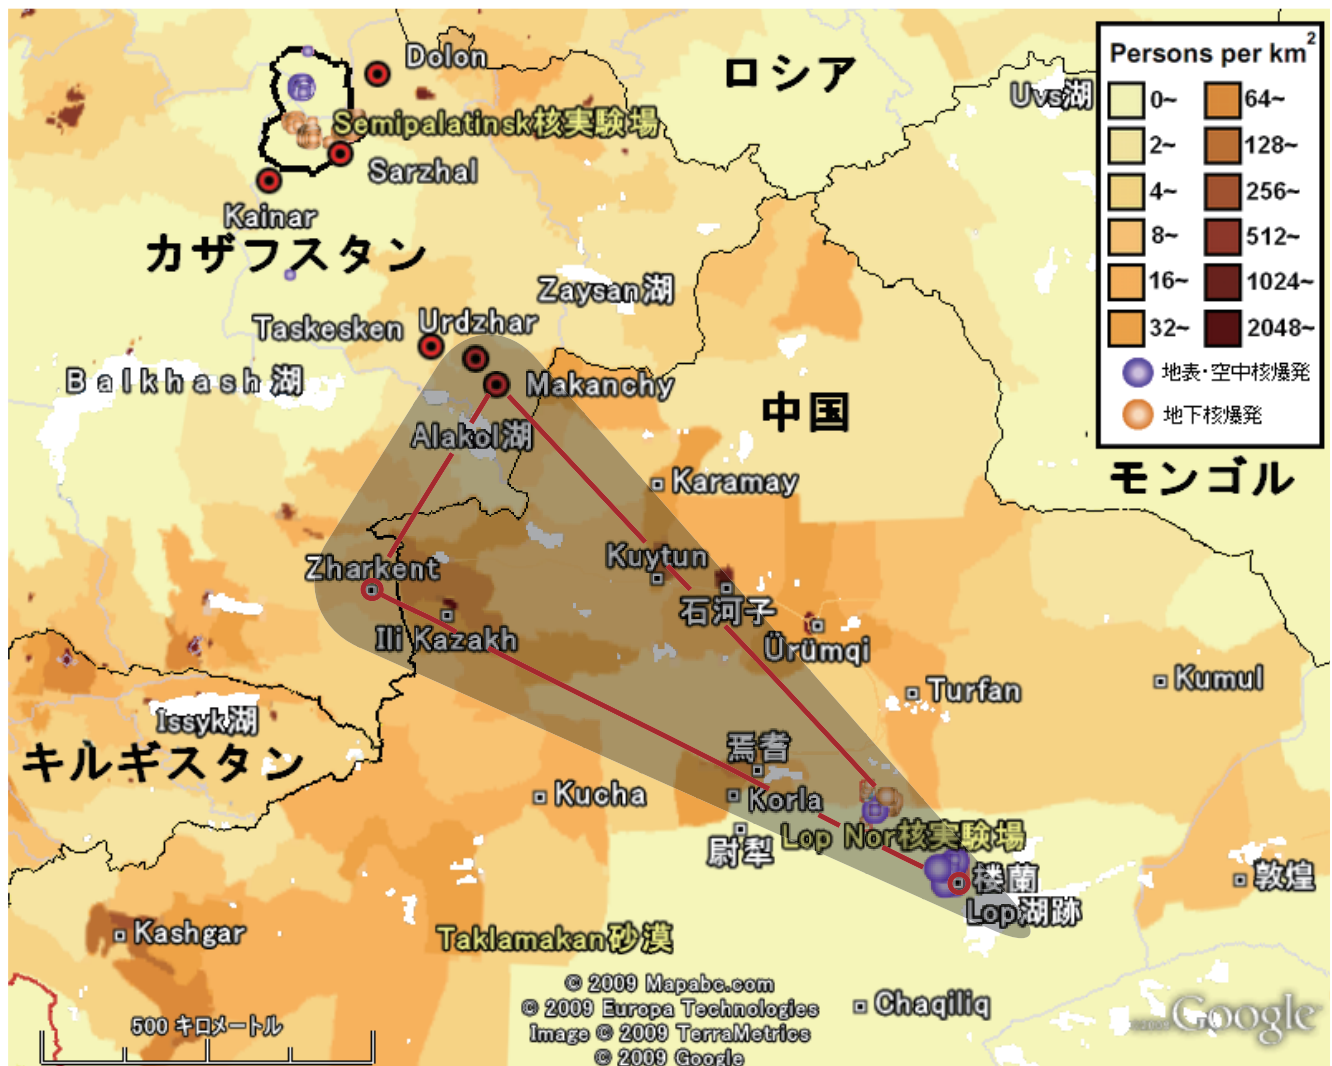 Dolon
ロシア
Uvs湖
Semipalatinsk核実験場
Sarzhal
Kainar
カザフスタン
Zaysan湖
Taskesken
Urdzhar
Balkhash湖
Makanchy
Alakol湖
中国
モンゴル
Karamay
Kuytun
Zharkent
石河子
Ili Kazakh
Ürümqi
Turfan
Kumul
Issyk湖
キルギスタン
焉耆
Kucha
Korla
Lop Nor核実験場
尉犁
楼蘭
敦煌
Lop湖跡
Kashgar
Taklamakan砂漠
Chaqiliq
500 キロメートル
© 2009 Mapabc.com
© 2009 Europa Technologies
Image © 2009 TerraMetrics
© 2009 Google
Google
Persons per km2
0~
2~
4~
8~
16~
32~
64~
128~
256~
512~
1024~
2048~
地表・空中核爆発
地下核爆発